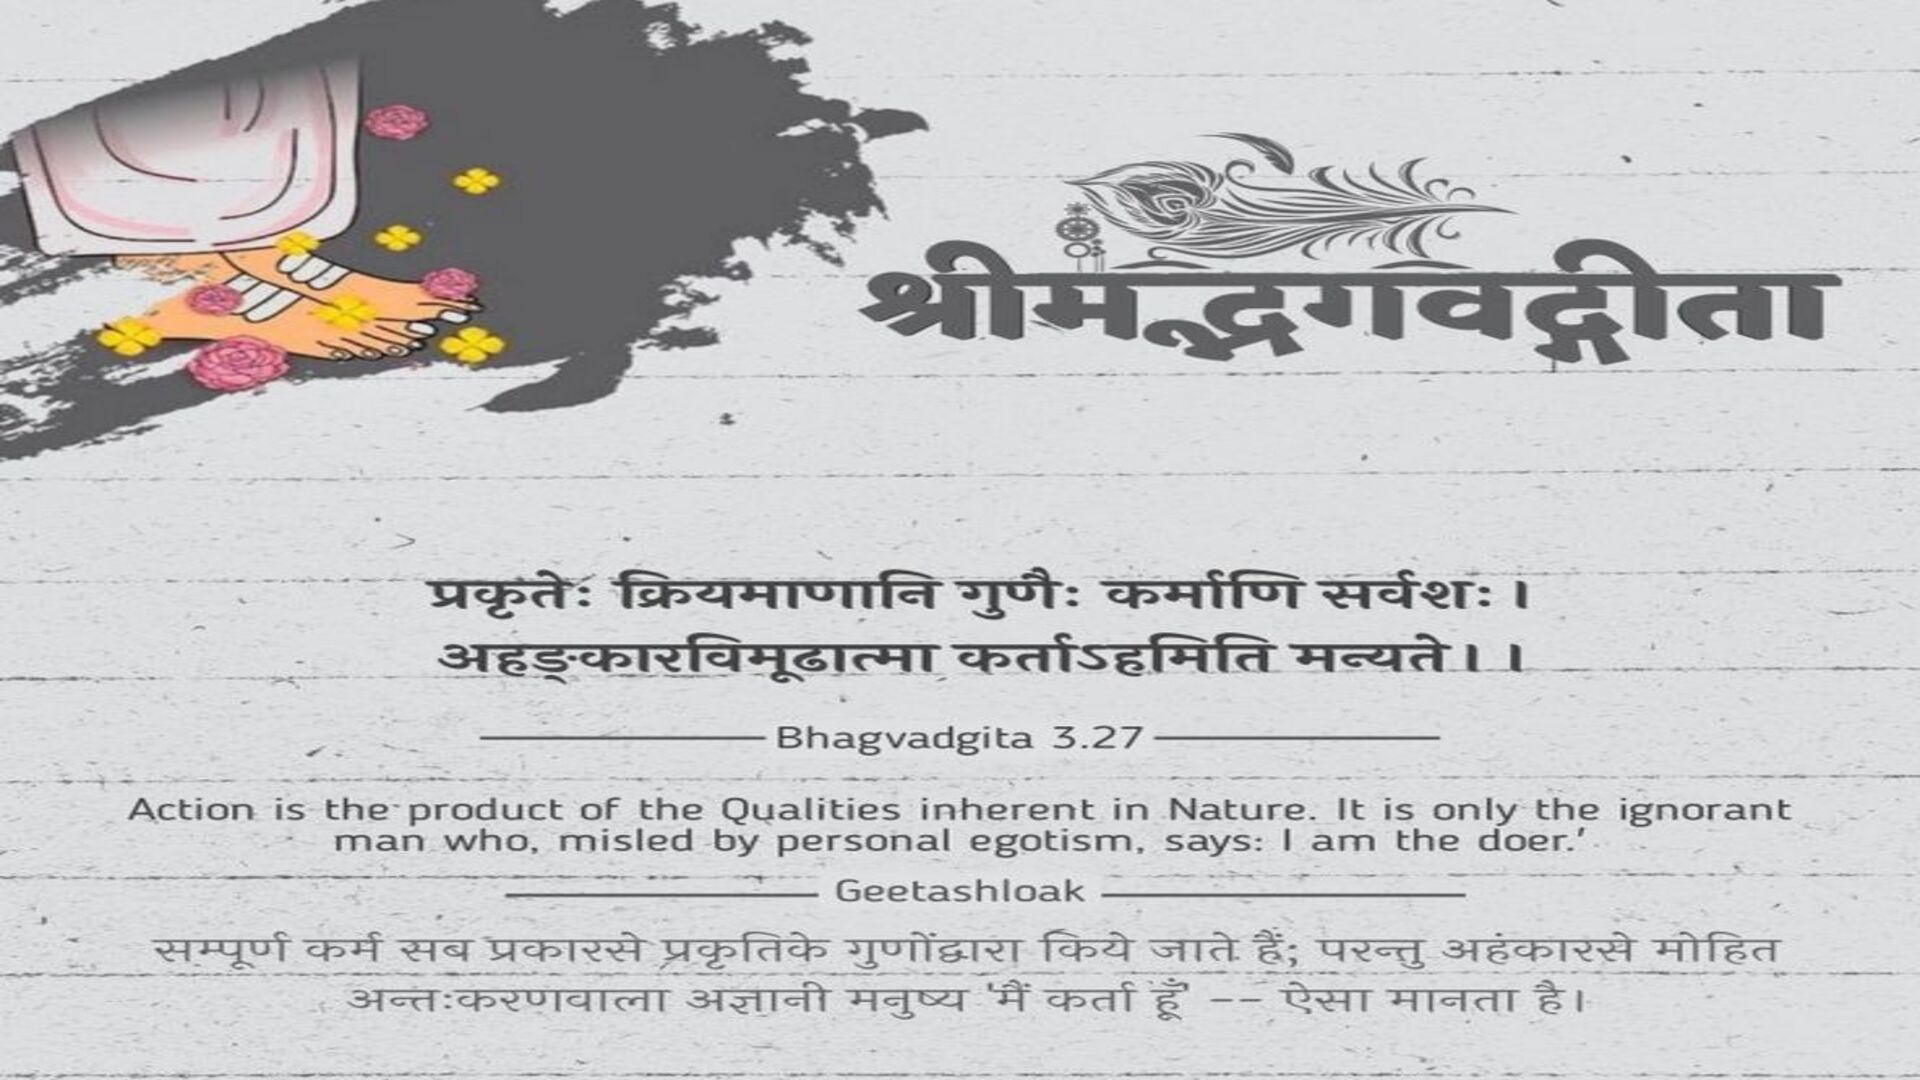 श्रीमद्भगवद्गीता
प्रकृतेः क्रियमाणानि गुणैः कर्माणि सर्वशः।
अहङ्कारविमूढात्मा कर्ताऽहमिति मन्यते।।
Bhagvadgita 3.27
Action is the product of the Qualities inherent in Nature. It is only the ignorant
man who, misled by personal egotism, says: I am the doer.'
Geetashloak
सम्पूर्ण कर्म सब प्रकारसे प्रकृतिके गुणोंद्वारा किये जाते हैं; परन्तु अहंकारसे मोहित
अन्तःकरणवाला अज्ञानी मनुष्य 'मैं कर्ता हूँ' -- ऐसा मानता है।